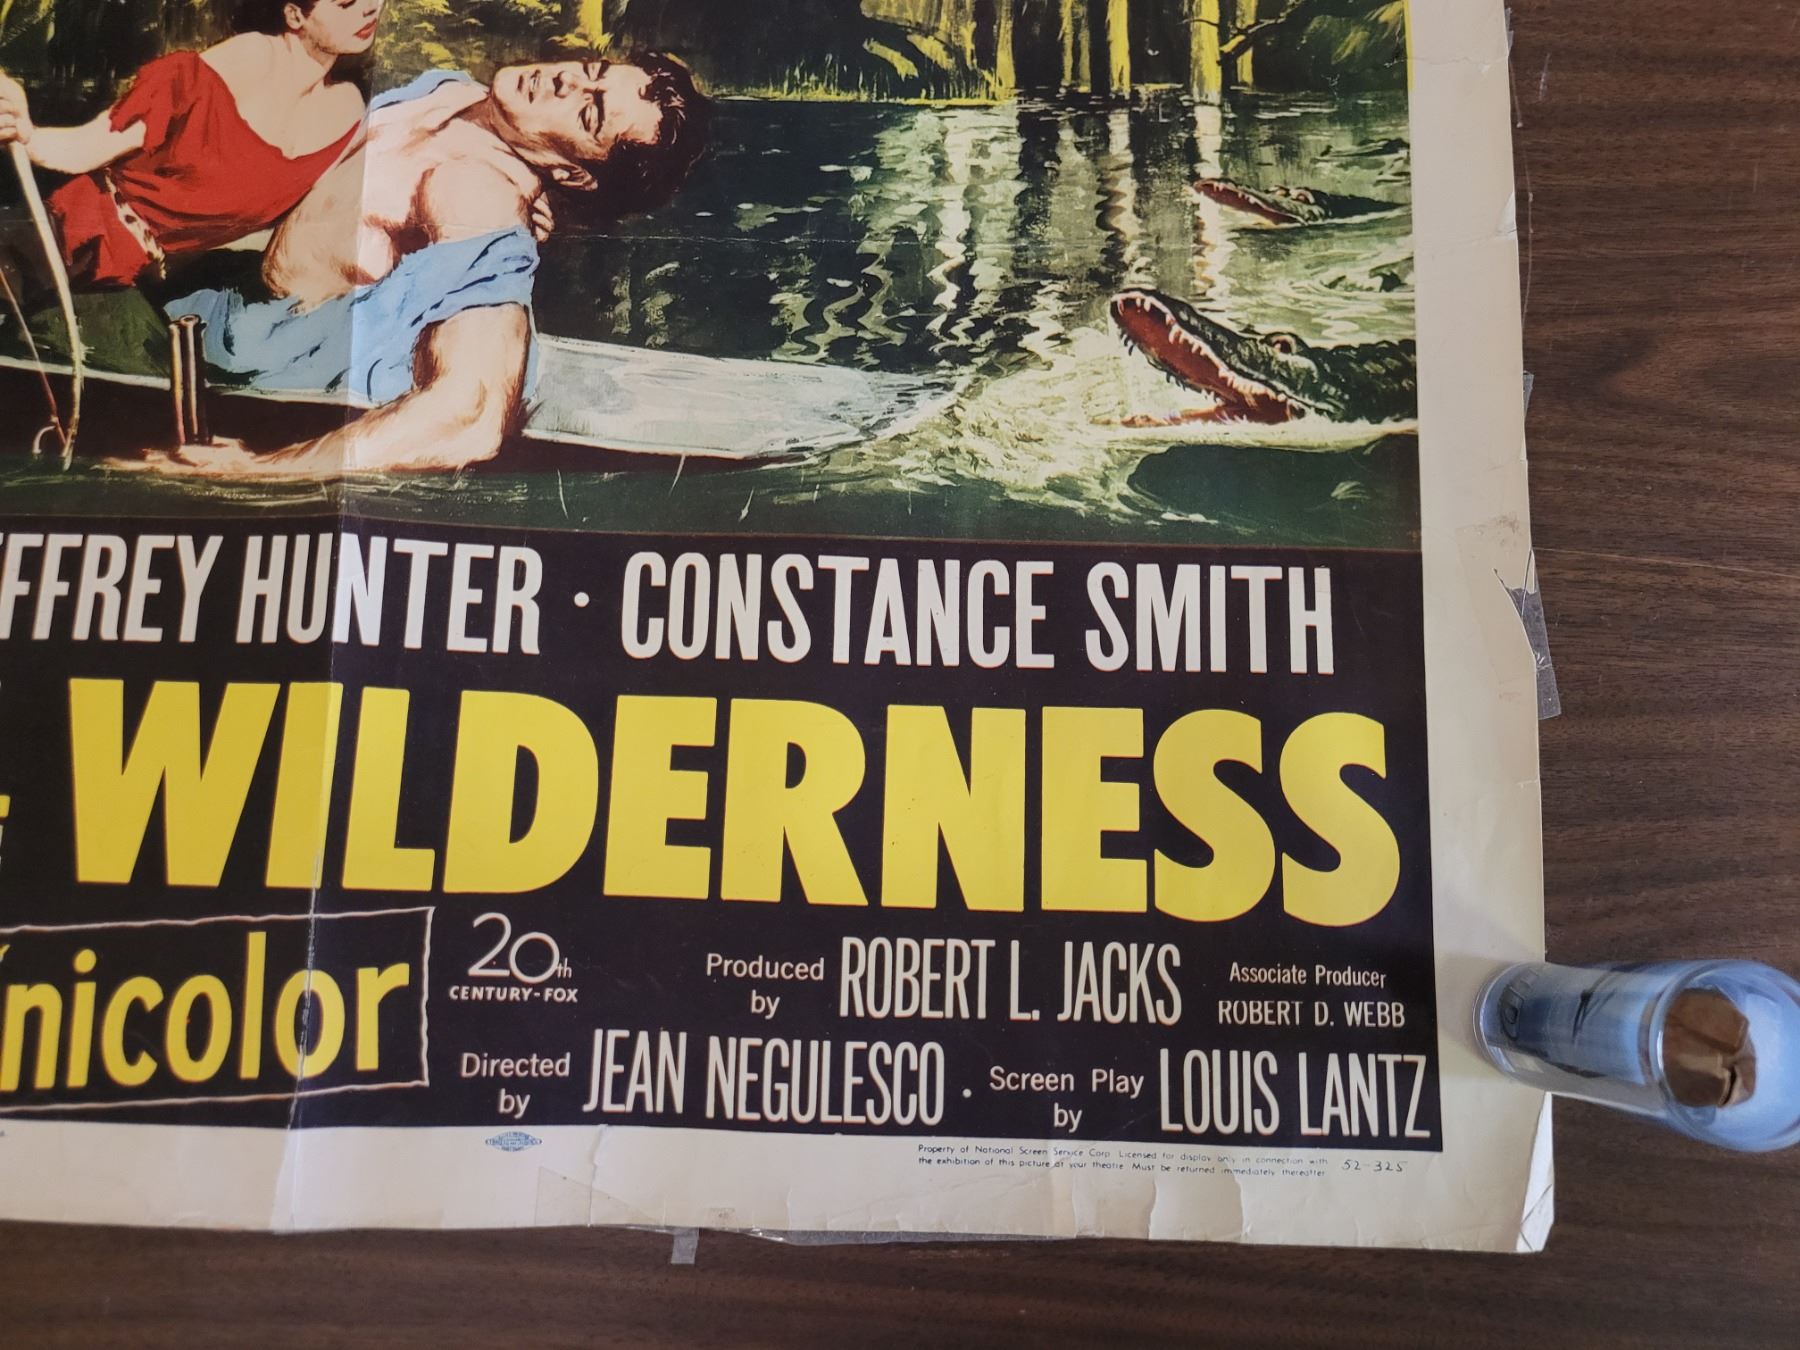 EFFREY HUNTER · CONSTANCE SMITH
WILDERNESS
nicolor
20th
CENTURY-FOX
Produced by ROBERT L. JACKS
Associate Producer
ROBERT D. WEBB
Directed by JEAN NEGULESCO · Screen Play by LOUIS LANTZ
Property of National Screen Service Corp. Licensed for display only in connection with
the exhibition of this picture at your theatre Must be returned immediately thereafter 52-325